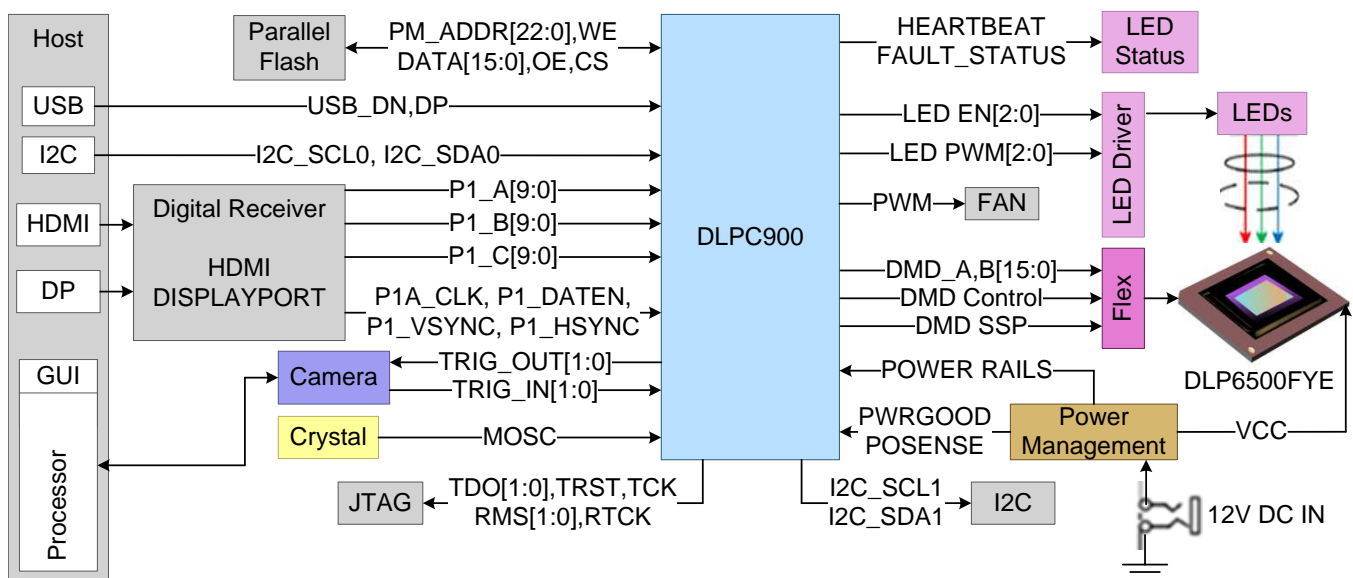 Host
USB
I2C
HDMI
DP
GUI
Processor
Parallel
Flash
PM_ADDR[22:0],WE
DATA[15:0],OE,CS
USB_DN,DP
I2C_SCL0, I2C_SDA0
Digital Receiver
HDMI
DISPLAYPORT
P1_A[9:0]
P1_B[9:0]
P1_C[9:0]
P1A_CLK, P1_DATEN,
P1_VSYNC, P1_HSYNC
Camera
TRIG_OUT[1:0]
TRIG_IN[1:0]
Crystal
MOSC
JTAG
TDO[1:0],TRST,TCK
RMS[1:0],RTCK
DLPC900
HEARTBEAT
FAULT_STATUS
LED
Status
LED EN[2:0]
LED PWM[2:0]
LED Driver
LEDs
PWM
FAN
DMD_A,B[15:0]
DMD Control
DMD SSP
Flex
DLP6500FYE
POWER RAILS
PWRGOOD
POSENSE
Power
Management
VCC
I2C_SCL1
I2C_SDA1
I2C
12V DC IN